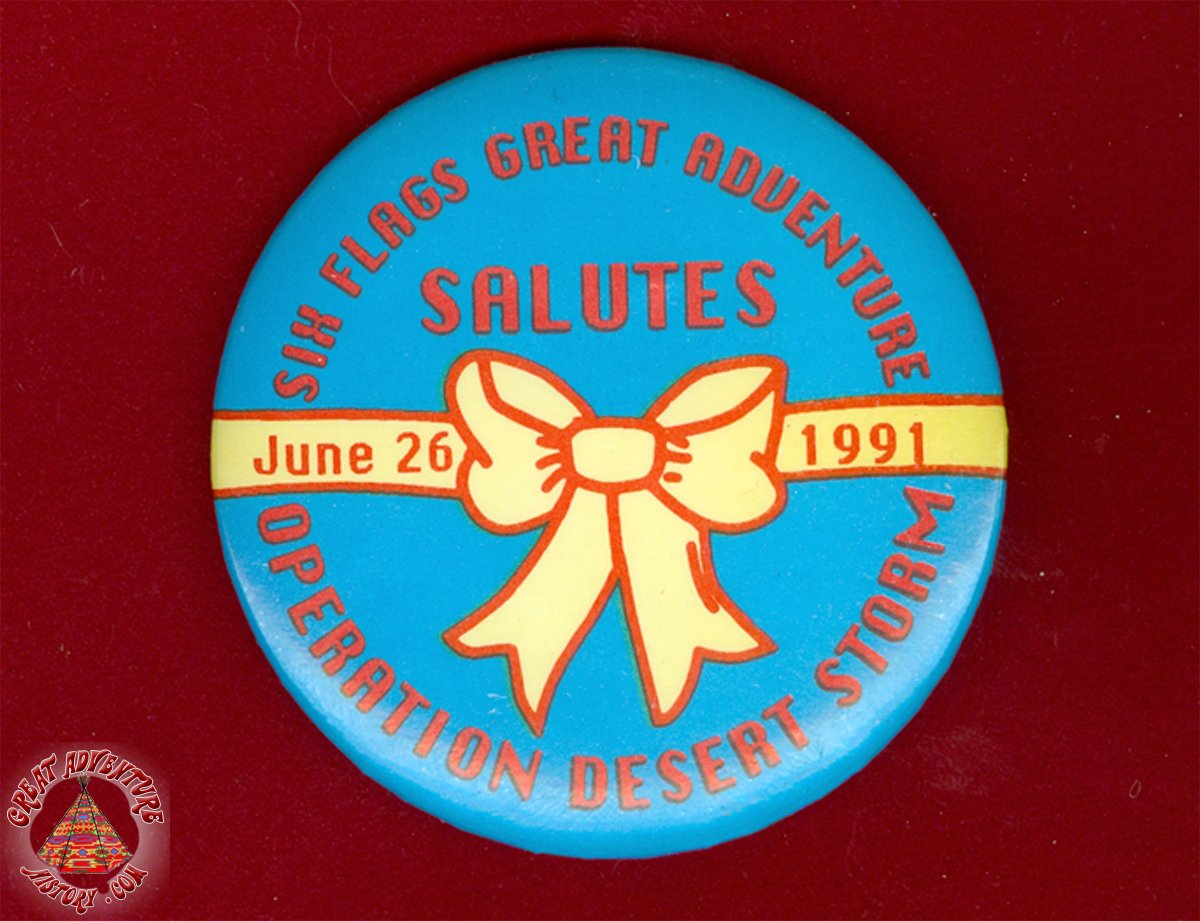 SIX FLAGS GREAT ADVENTURE
SALUTES
June 26 1991
OPERATION DESERT STORM
GREAT ADVENTURE
HISTORY.COM